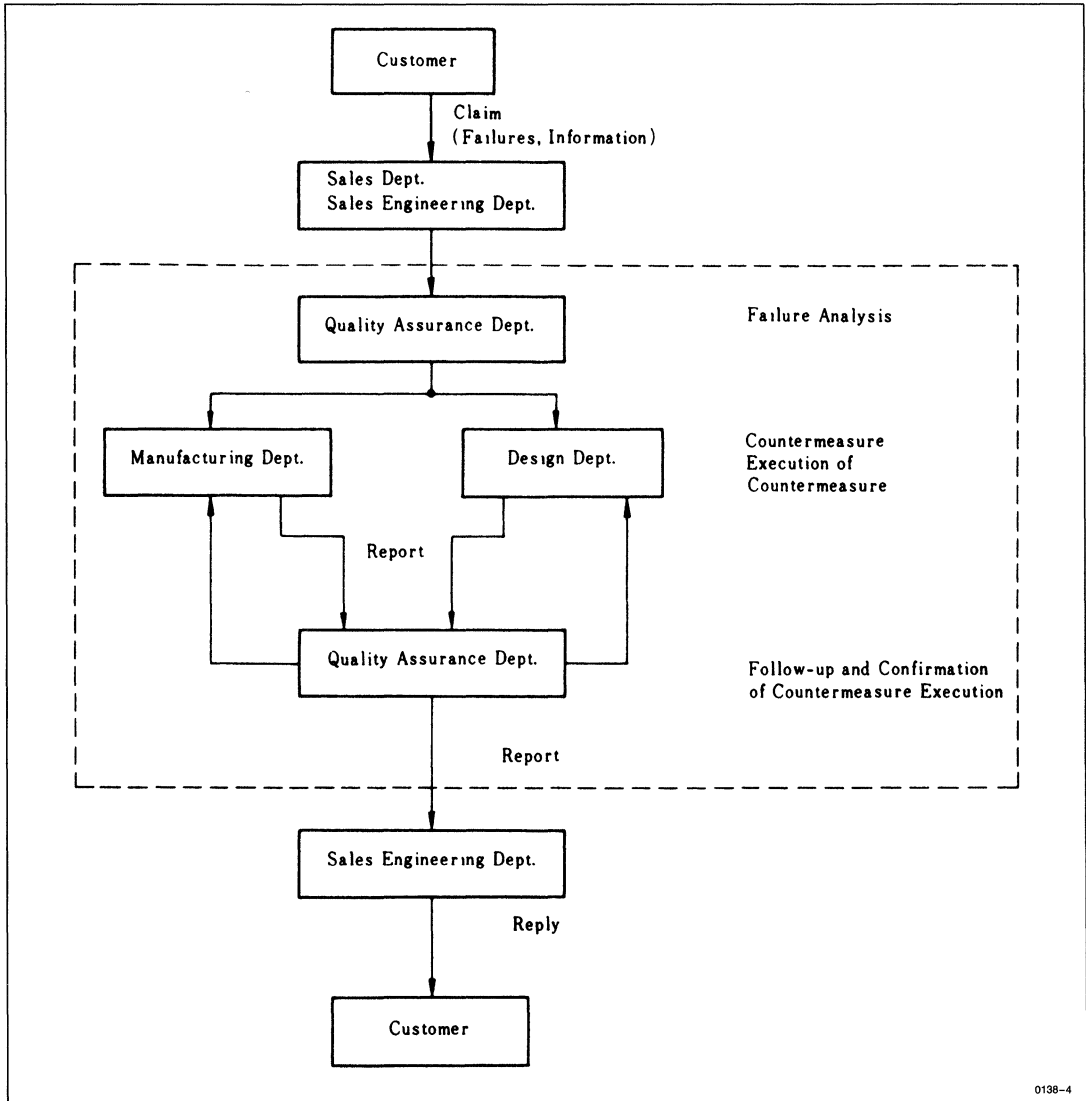 Customer
Claim
(Failures, Information)
Sales Dept.
Sales Engineering Dept.
Quality Assurance Dept.
Failure Analysis
Manufacturing Dept.
Design Dept.
Countermeasure
Execution of
Countermeasure
Report
Quality Assurance Dept.
Follow-up and Confirmation
of Countermeasure Execution
Report
Sales Engineering Dept.
Reply
Customer
0138-4